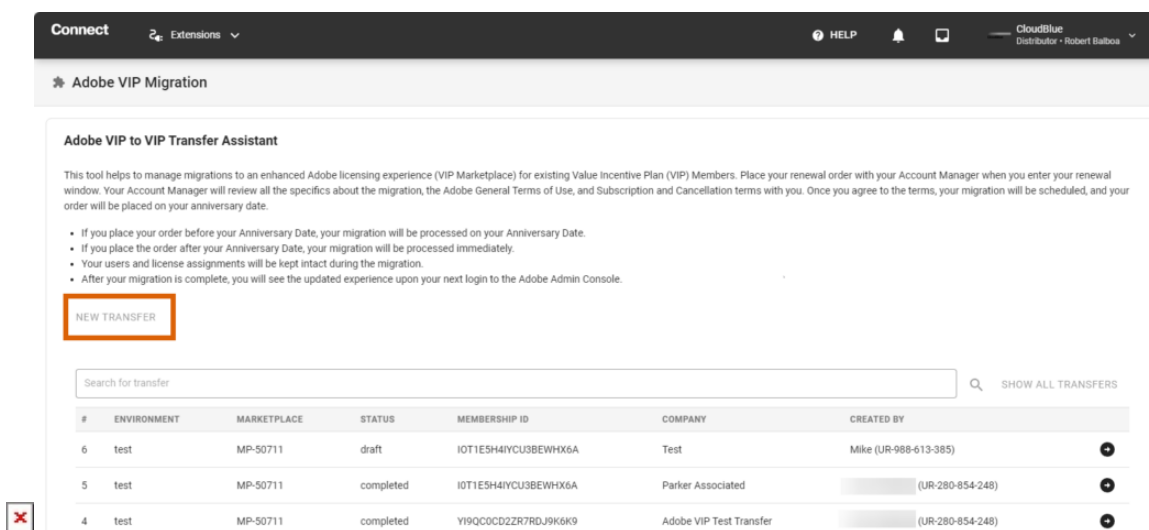 Connect Extensions HELP CloudBlue
Distributor • Robert Balboa
Adobe VIP Migration
Adobe VIP to VIP Transfer Assistant
This tool helps to manage migrations to an enhanced Adobe licensing experience (VIP Marketplace) for existing Value Incentive Plan (VIP) Members. Place your renewal order with your Account Manager when you enter your renewal
window. Your Account Manager will review all the specifics about the migration, the Adobe General Terms of Use, and Subscription and Cancellation terms with you. Once you agree to the terms, your migration will be scheduled, and your
order will be placed on your anniversary date.
• If you place your order before your Anniversary Date, your migration will be processed on your Anniversary Date.
• If you place the order after your Anniversary Date, your migration will be processed immediately.
• Your users and license assignments will be kept intact during the migration.
• After your migration is complete, you will see the updated experience upon your next login to the Adobe Admin Console.
NEW TRANSFER
Search for transfer SHOW ALL TRANSFERS
# ENVIRONMENT MARKETPLACE STATUS MEMBERSHIP ID COMPANY CREATED BY
6 test MP-50711 draft IOT1E5H4IYCU3BEWHX6A Test Mike (UR-988-613-385)
5 test MP-50711 completed I0T1E5H4IYCU3BEWHX6A Parker Associated (UR-280-854-248)
4 test MP-50711 completed YI9QC0CD2ZR7RDJ9K6K9 Adobe VIP Test Transfer (UR-280-854-248)